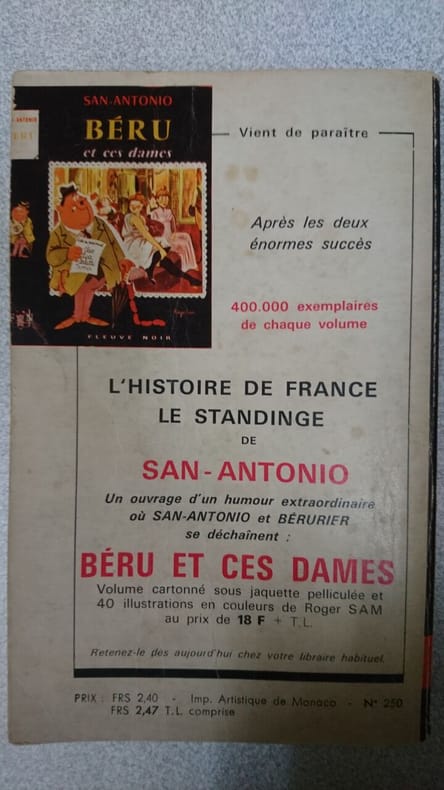 SAN-ANTONIO
BÉRU
et ces dames
FLEUVE NOIR
Vient de paraître
Après les deux
énormes succès
400.000 exemplaires
de chaque volume
L'HISTOIRE DE FRANCE
LE STANDINGE
DE
SAN-ANTONIO
Un ouvrage d'un humour extraordinaire
où SAN-ANTONIO et BÉRURIER
se déchaînent :
BÉRU ET CES DAMES
Volume cartonné sous jaquette pelliculée et
40 illustrations en couleurs de Roger SAM
au prix de 18 F + T.L.
Retenez-le dès aujourd'hui chez votre libraire habituel.
PRIX : FRS 2,40 - Imp. Artistique de Monaco - N° 250
FRS 2,47 T.L. comprise